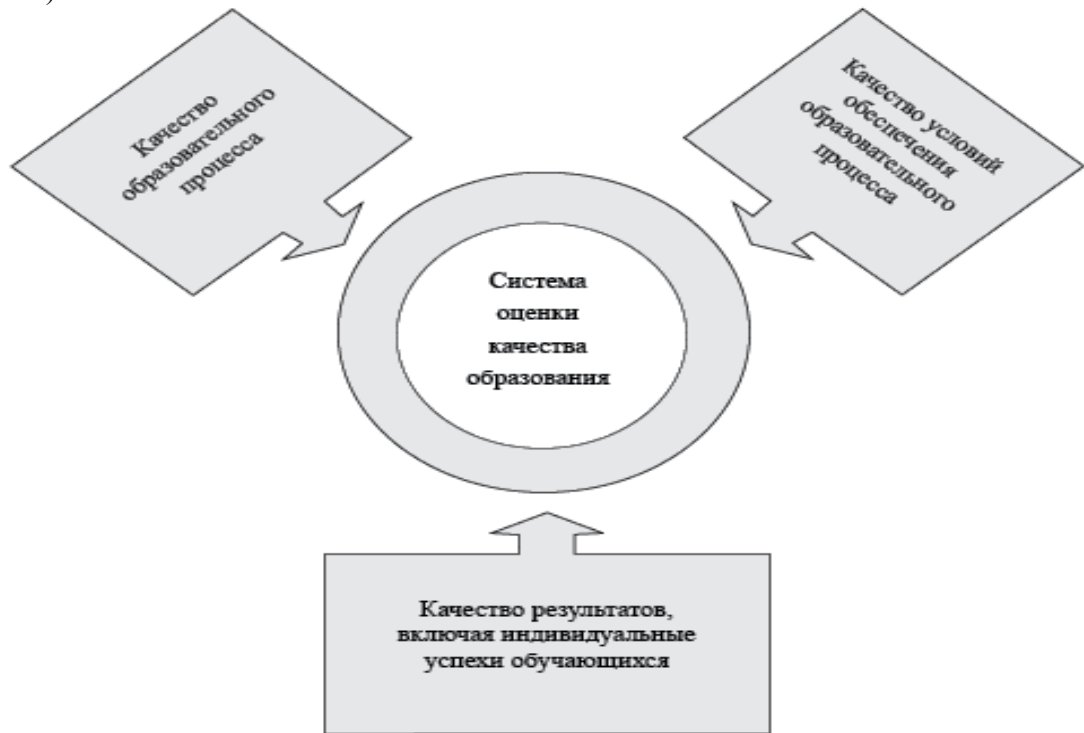 )
Качество
образовательного
процесса
Качество условий
обеспечения
образовательного
процесса
Система
оценки
качества
образования
Качество результатов,
включая индивидуальные
успехи обучающихся